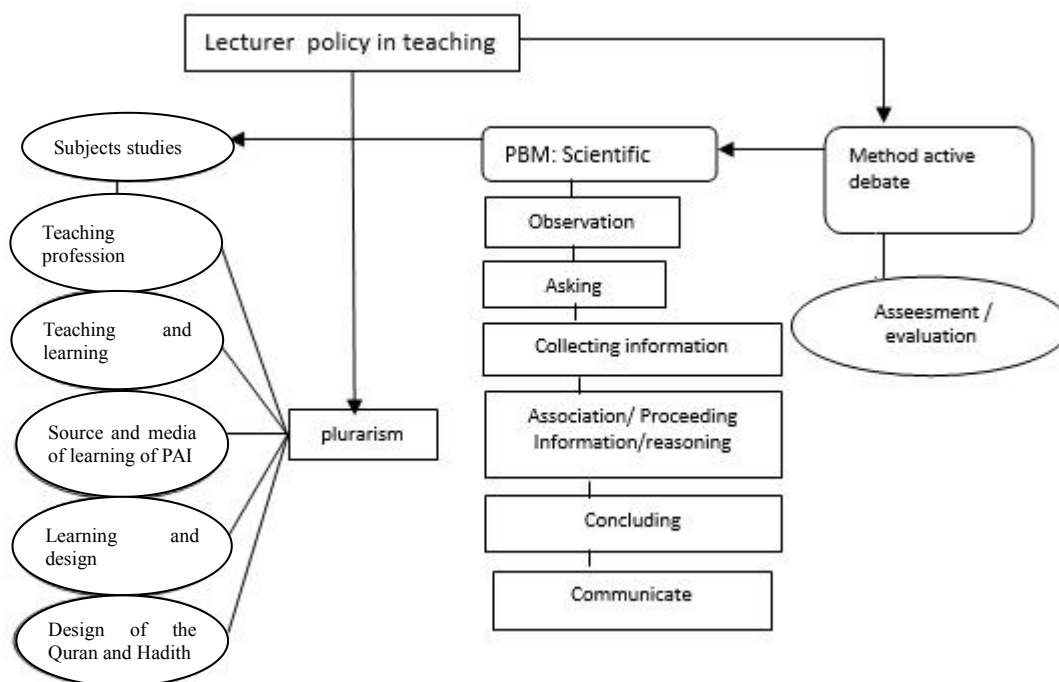 Lecturer policy in teaching
Subjects studies
PBM: Scientific
Method active
debate
Teaching
profession
Observation
Teaching and
learning
Asking
Asseesment /
evaluation
Collecting information
Source and media
of learning of PAI
plurarism
Association/ Proceeding
Information/reasoning
Learning and
design
Concluding
Design of the
Quran and Hadith
Communicate